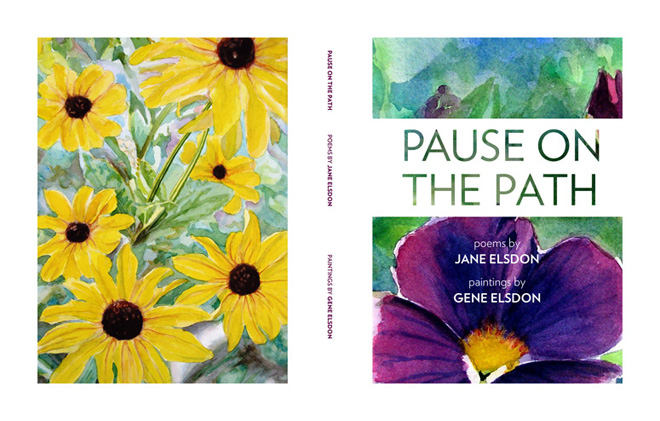 PAUSE ON THE PATH
POEMS BY JANE ELSDON
PAINTINGS BY GENE ELSDON
PAUSE ON
THE PATH
poems by
JANE ELSDON
paintings by
GENE ELSDON